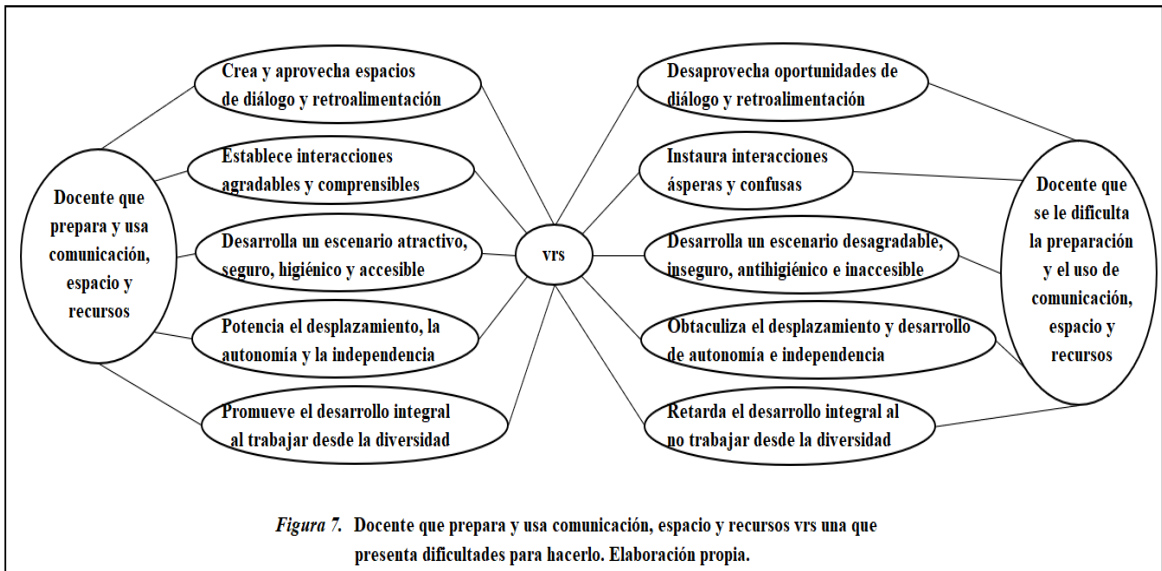 Docente que
prepara y usa
comunicación,
espacio y
recursos
Crea y aprovecha espacios
de diálogo y retroalimentación
Establece interacciones
agradables y comprensibles
Desarrolla un escenario atractivo,
seguro, higiénico y accesible
Potencia el desplazamiento, la
autonomía y la independencia
Promueve el desarrollo integral
al trabajar desde la diversidad
vrs
Desaprovecha oportunidades de
diálogo y retroalimentación
Instaura interacciones
ásperas y confusas
Desarrolla un escenario desagradable,
inseguro, antihigiénico e inaccesible
Obtaculiza el desplazamiento y desarrollo
de autonomía e independencia
Retarda el desarrollo integral al
no trabajar desde la diversidad
Docente que
se le dificulta
la preparación
y el uso de
comunicación,
espacio y
recursos
Figura 7. Docente que prepara y usa comunicación, espacio y recursos vrs una que
presenta dificultades para hacerlo. Elaboración propia.